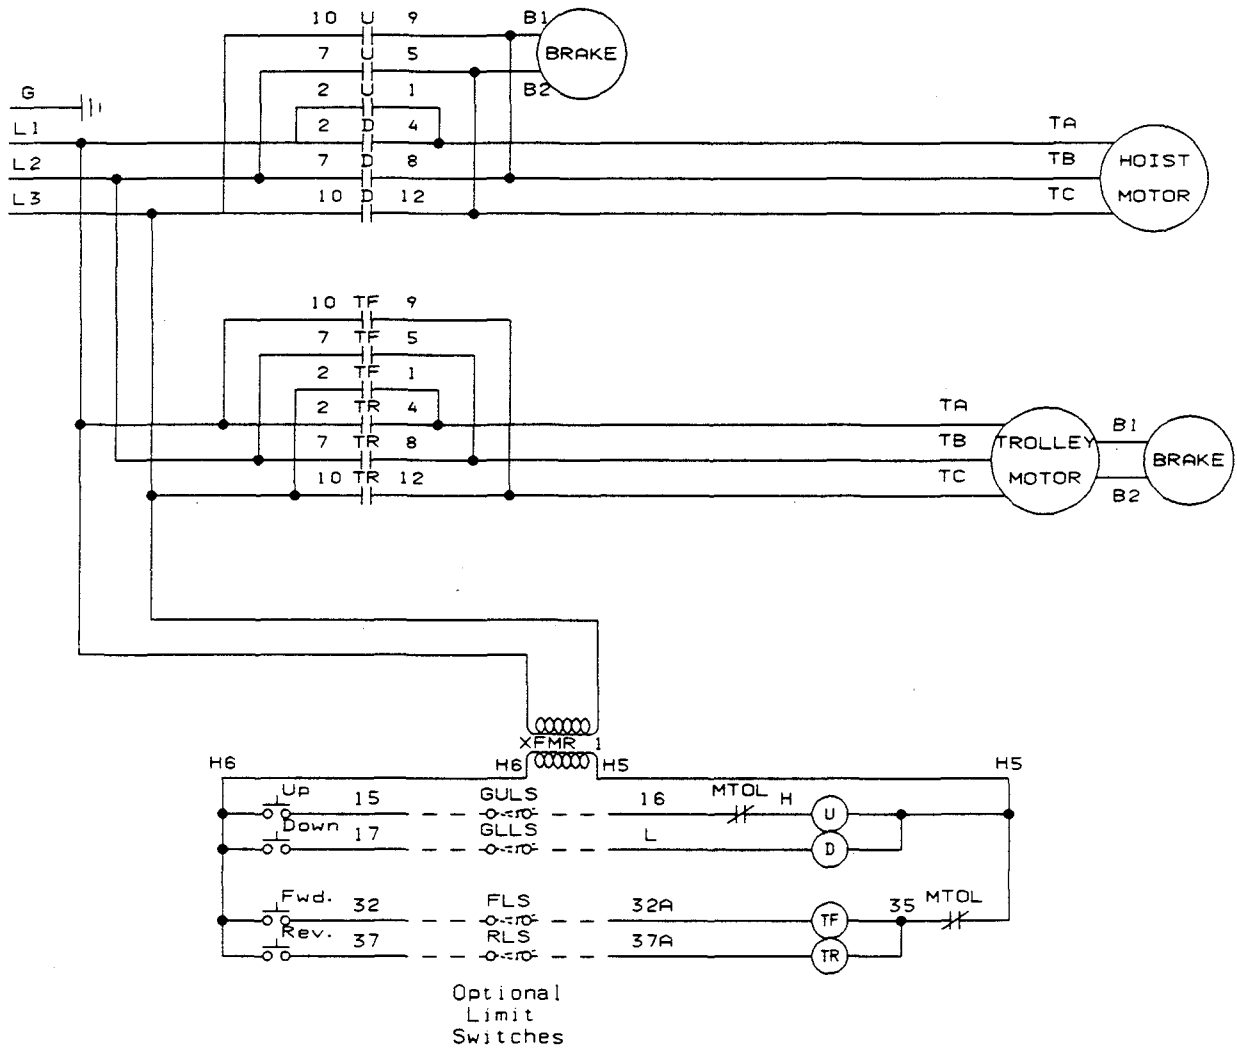 10 U 9 B1
BRAKE
7 U 5
B2
2 U 1
G
2 D 4
L1 TA
HOIST
MOTOR
7 D 8
L2 TB
10 D 12
L3 TC
10 TF 9
7 TF 5
2 TF 1
2 TR 4 TA
7 TR 8 TB
TROLLEY
MOTOR
B1
BRAKE
B2
10 TR 12 TC
XFMR 1
H6 H6 H5 H5
Up 15 GULS 16 MTOL H U
Down 17 GLLS L D
Fwd. 32 FLS 32A TF 35 MTOL
Rev. 37 RLS 37A TR
Optional
Limit
Switches